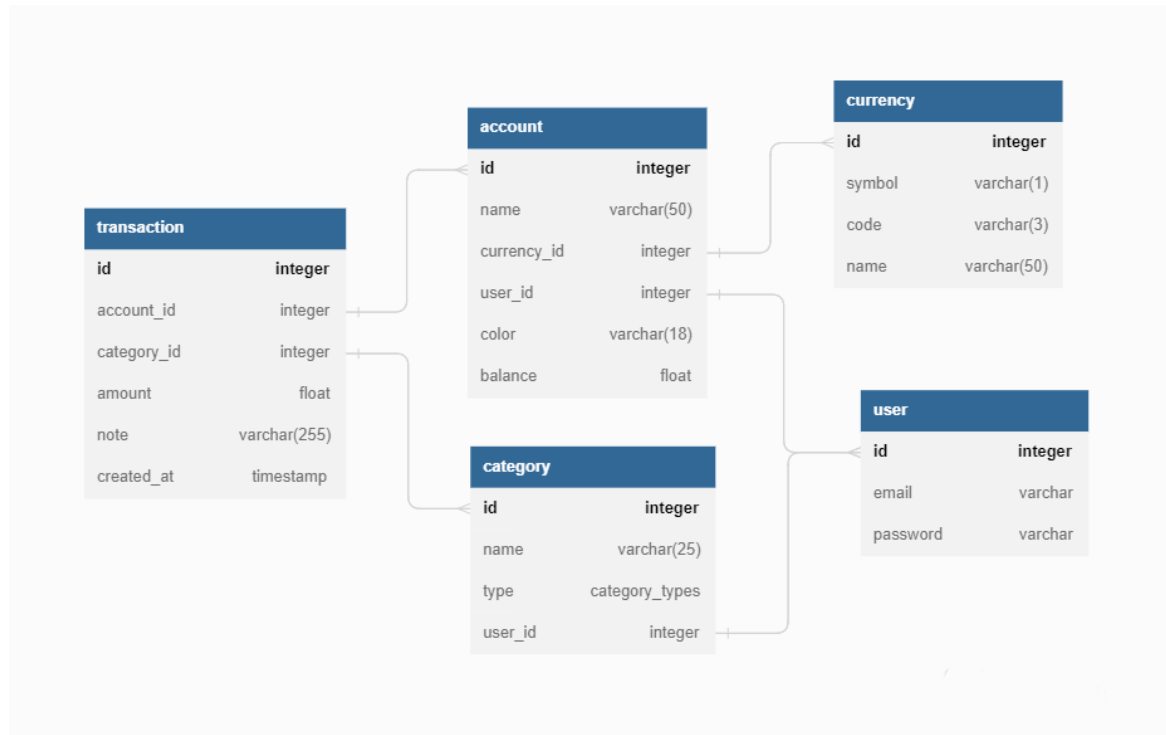 transaction
id integer
account_id integer
category_id integer
amount float
note varchar(255)
created_at timestamp
account
id integer
name varchar(50)
currency_id integer
user_id integer
color varchar(18)
balance float
category
id integer
name varchar(25)
type category_types
user_id integer
currency
id integer
symbol varchar(1)
code varchar(3)
name varchar(50)
user
id integer
email varchar
password varchar